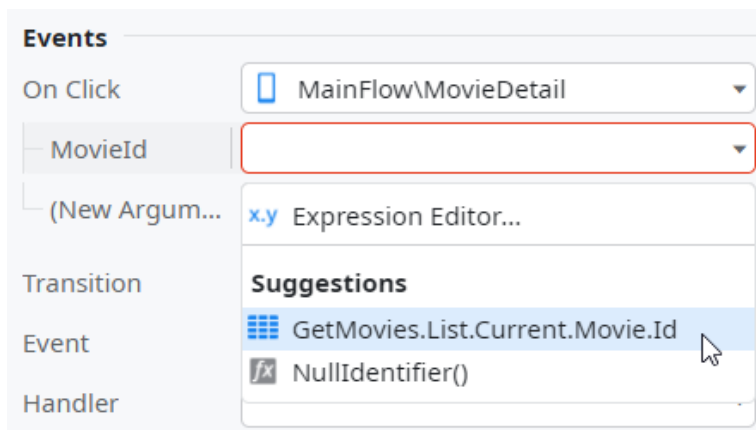 Events
On Click MainFlow\MovieDetail
MovieId
(New Argum...
x.y Expression Editor...
Transition
Suggestions
GetMovies.List.Current.Movie.Id
Event
fx NullIdentifier()
Handler